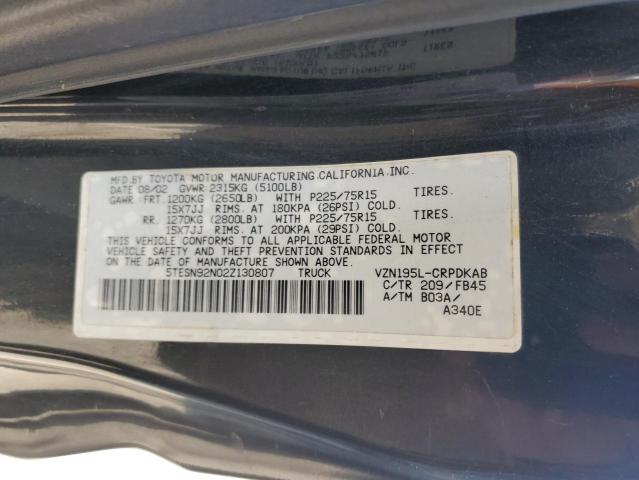 MFD.BY TOYOTA MOTOR MANUFACTURING,CALIFORNIA,INC.
DATE 08/02 GVWR 2315KG (5100LB)
GAWR FRT. 1200KG (2650LB) WITH P225/75R15 TIRES.
15X7JJ RIMS. AT 180KPA (26PSI) COLD.
RR. 1270KG (2800LB) WITH P225/75R15 TIRES.
15X7JJ RIMS. AT 200KPA (29PSI) COLD.
THIS VEHICLE CONFORMS TO ALL APPLICABLE FEDERAL MOTOR
VEHICLE SAFETY AND BUMPER STANDARDS IN EFFECT
ON THE DATE OF MANUFACTURE SHOWN ABOVE.
5TESN92N02Z130807 TRUCK VZN195L-CRPDKAB
C/TR 209/FB45
A/TM B03A/
A340E